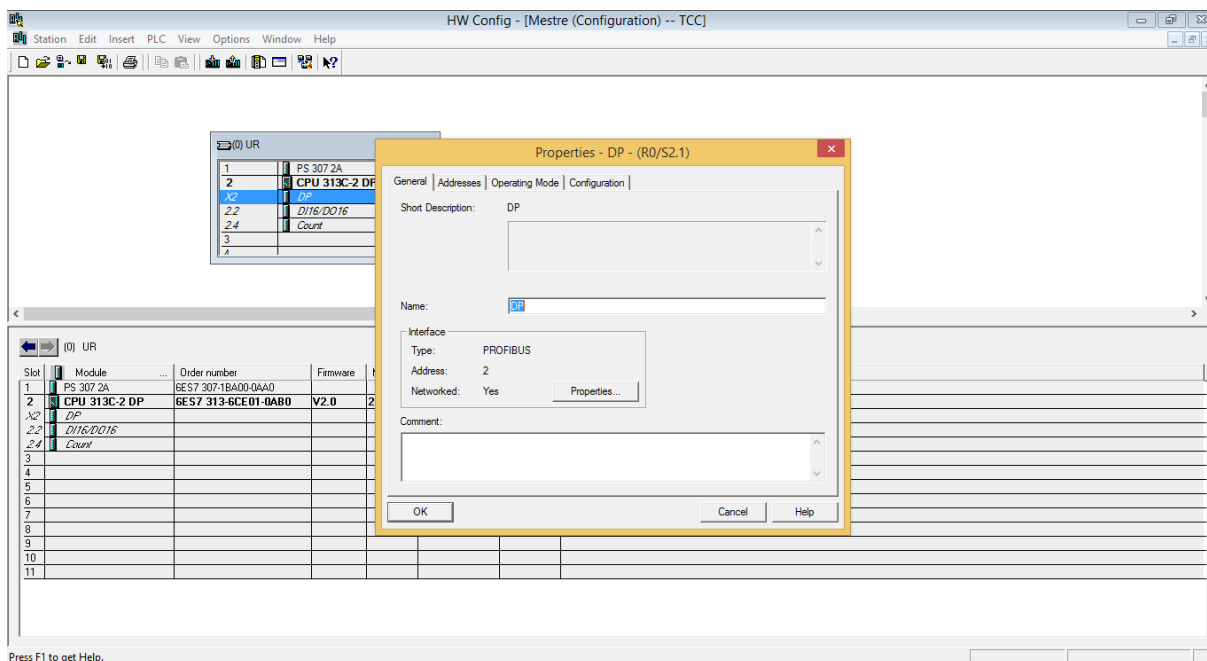 HW Config - [Mestre (Configuration) -- TCC]
Station Edit Insert PLC View Options Window Help
(0) UR
1 PS 307 2A
2 CPU 313C-2 DP
X2 DP
2.2 DI16/DO16
2.4 Count
3
4
Properties - DP - (R0/S2.1)
General Addresses Operating Mode Configuration
Short Description: DP
Name: DP
Interface
Type: PROFIBUS
Address: 2
Networked: Yes Properties...
Comment:
OK Cancel Help
(0) UR
Slot Module ... Order number Firmware
1 PS 307 2A 6ES7 307-1BA00-0AA0
2 CPU 313C-2 DP 6ES7 313-6CE01-0AB0 V2.0 2
X2 DP
2.2 DI16/DO16
2.4 Count
3
4
5
6
7
8
9
10
11
Press F1 to get Help.